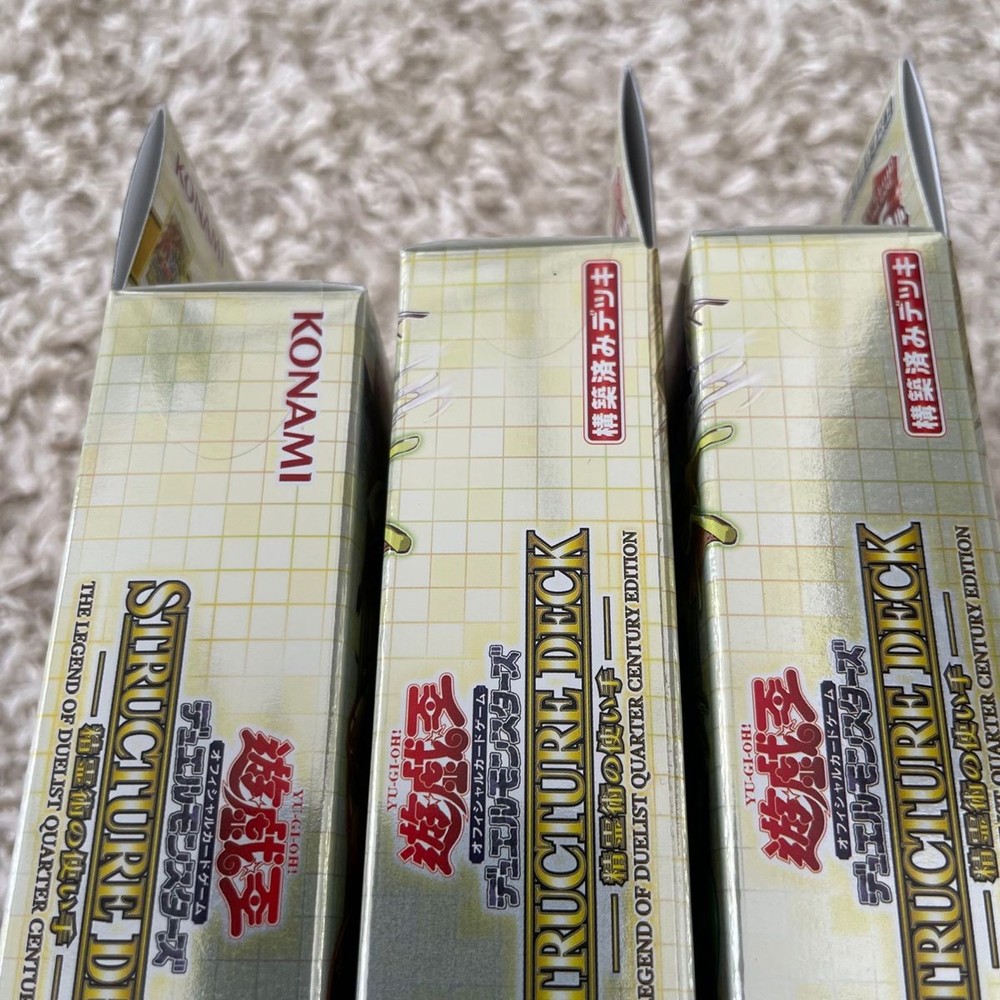 KONAMI
YU-GI-OH!
遊戯王
オフィシャルカードゲーム
デュエルモンスターズ
STRUCTURE D
精霊術の使い手
THE LEGEND OF DUELIST QUARTER CENTU
構築済みデッキ
YU-GI-OH!
遊戯王
オフィシャルカードゲーム
デュエルモンスターズ
TRUCTURE DECK
精霊術の使い手
LEGEND OF DUELIST QUARTER CENTURY EDITION
構築済みデッキ
YU-GI-OH!
遊戯王
オフィシャルカードゲーム
デュエルモンスターズ
TRUCTURE DECK
精霊術の使い手
QUARTER CENTURY EDITION